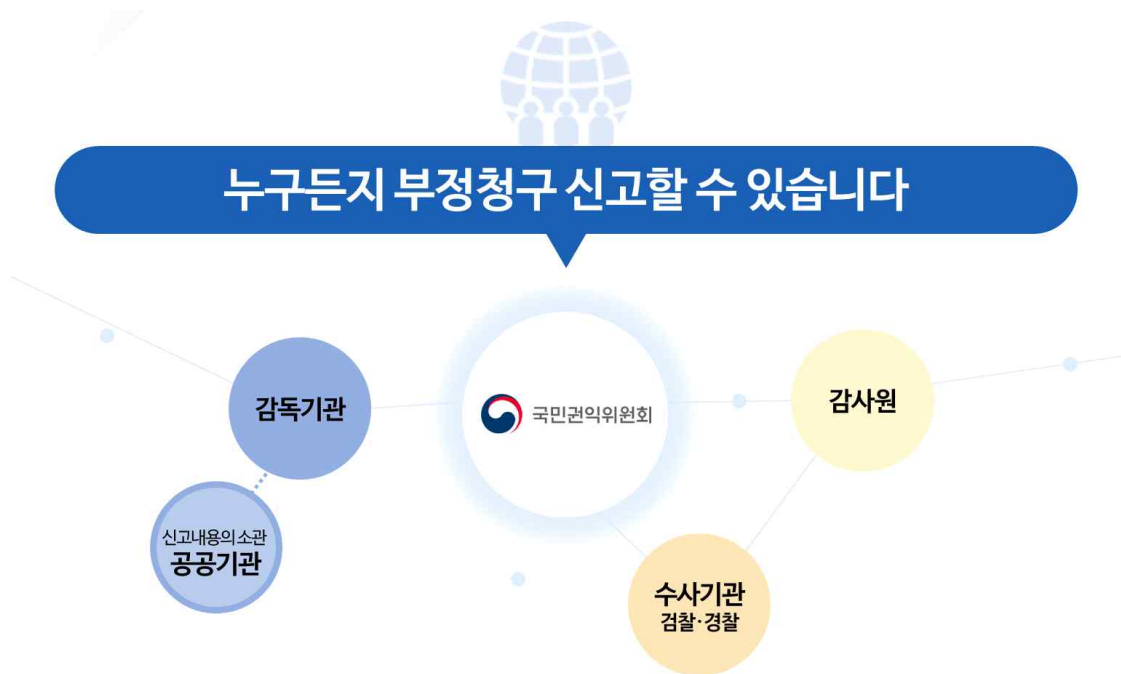 누구든지 부정청구 신고할 수 있습니다
감독기관
국민권익위원회
감사원
신고내용의 소관
공공기관
수사기관
검찰·경찰